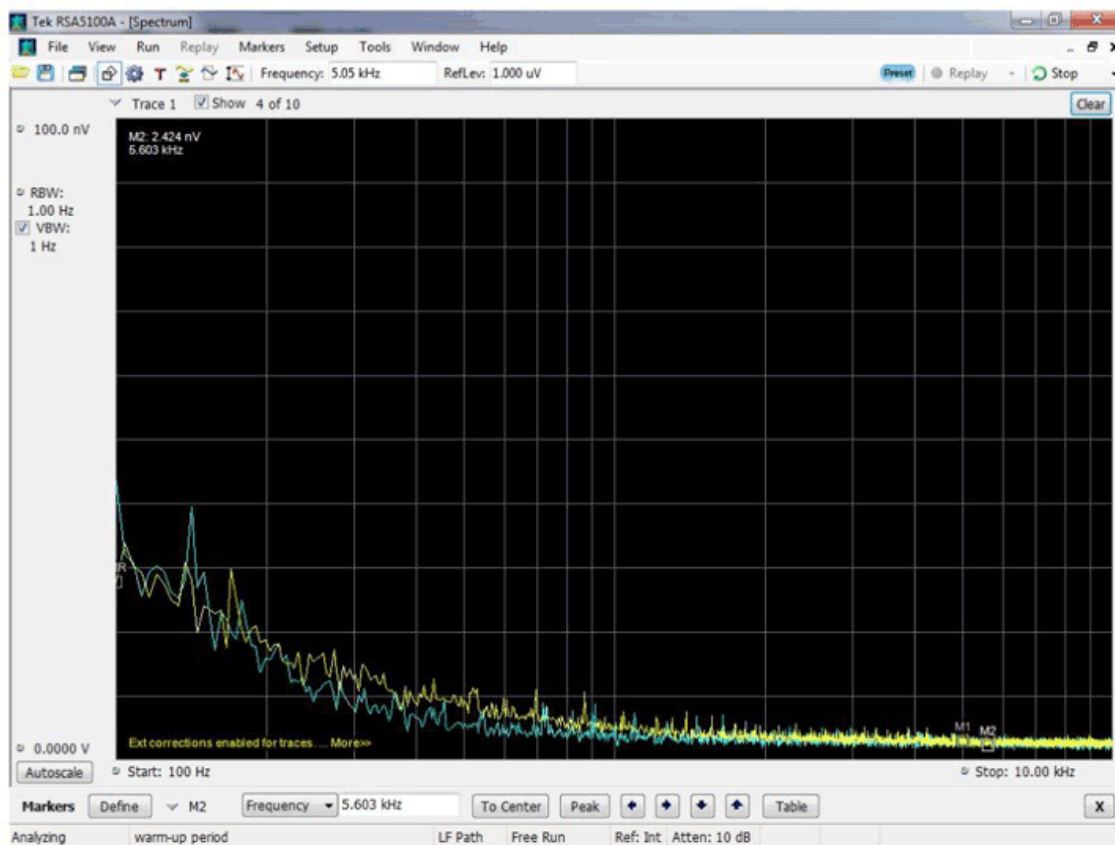 Tek RSA5100A - [Spectrum]
File View Run Replay Markers Setup Tools Window Help
Frequency: 5.05 kHz RefLev: 1.000 uV Preset Replay Stop
Trace 1 Show 4 of 10 Clear
100.0 nV
M2: 2.424 nV
5.603 kHz
RBW:
1.00 Hz
VBW:
1 Hz
M1 M2
Ext corrections enabled for traces.... More>>
0.0000 V
Autoscale Start: 100 Hz Stop: 10.00 kHz
Markers Define M2 Frequency 5.603 kHz To Center Peak Table X
Analyzing warm-up period LF Path Free Run Ref: Int Atten: 10 dB